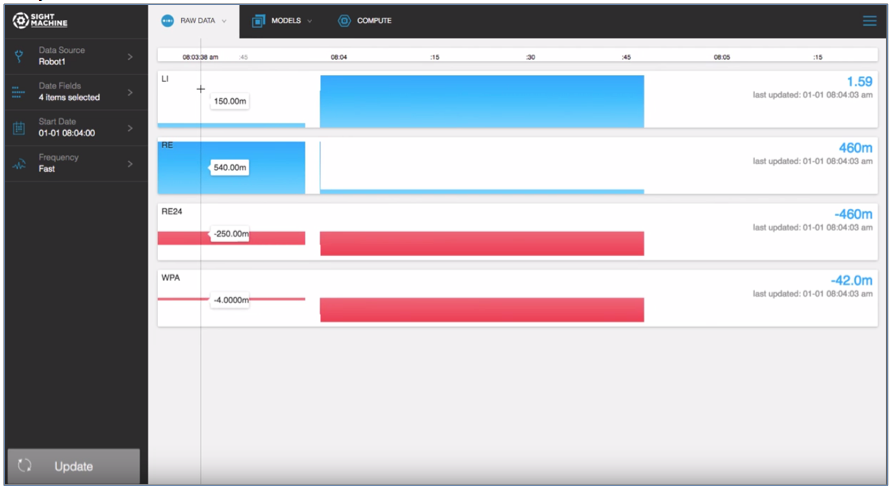 SIGHT
MACHINE
RAW DATA
MODELS
COMPUTE
Data Source
Robot1
Date Fields
4 items selected
Start Date
01-01 08:04:00
Frequency
Fast
Update
08:03:38 am :45 08:04 :15 :30 :45 08:05 :15
LI
150.00m
1.59
last updated: 01-01 08:04:03 am
RE
540.00m
460m
last updated: 01-01 08:04:03 am
RE24
-250.00m
-460m
last updated: 01-01 08:04:03 am
WPA
-4.0000m
-42.0m
last updated: 01-01 08:04:03 am